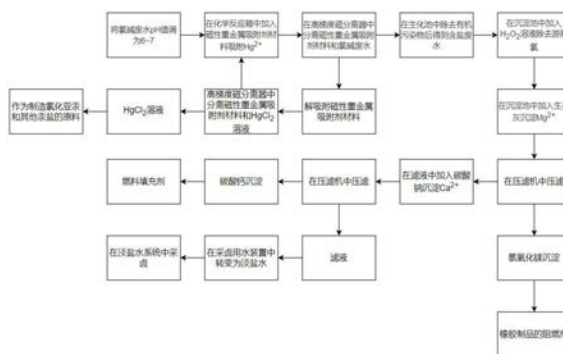 将氯碱废水pH值调
为6~7
在化学反应箱中加入
磁性重金属吸附剂材料
吸附Hg²⁺
在高梯度磁分离器中
分离磁性重金属吸附
剂材料和氯碱废水
在生化池中除去有机
污染物后得到含盐废
水
在沉淀池中加入
H₂O₂溶液除去游离
氯
作为制造氯化亚汞
和其他汞盐的原料
HgCl₂溶液
高梯度磁分离器中
分离磁性重金属吸
附剂材料和HgCl₂
溶液
解吸附磁性重金属
吸附剂材料
在沉淀池中加入生石
灰沉淀Mg²⁺
燃料填充剂
碳酸钙沉淀
在压滤机中压滤
在滤液中加入碳酸
钠沉淀Ca²⁺
在压滤机中压滤
在淡盐水系统中采
卤
在采卤用水装置中
转变为淡盐水
滤液
氢氧化镁沉淀
橡胶制品的阻燃